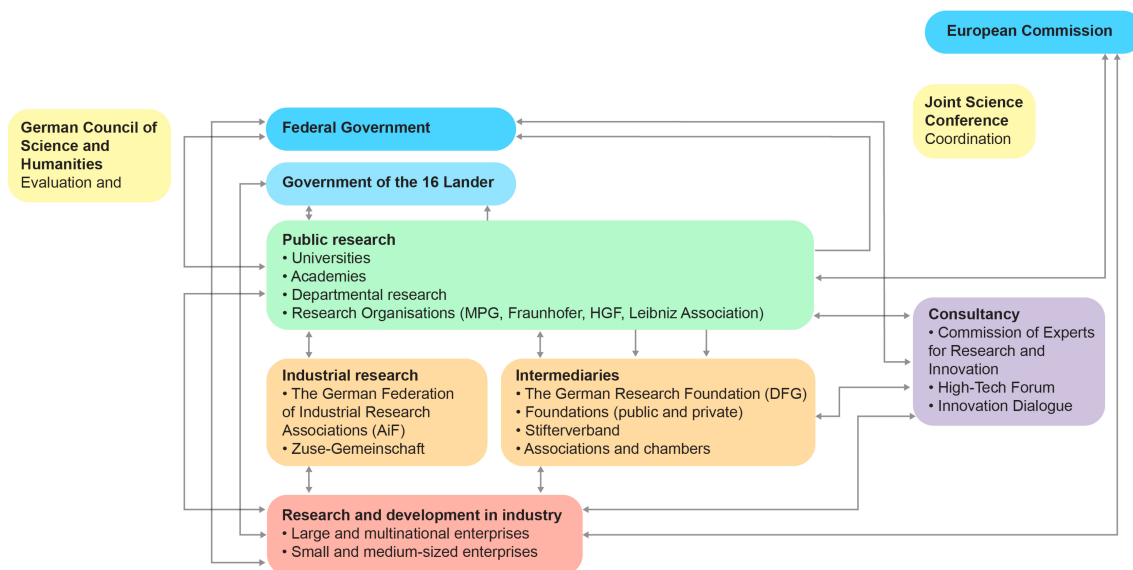 European Commission
Joint Science
Conference
Coordination
German Council of
Science and
Humanities
Evaluation and
Federal Government
Government of the 16 Lander
Public research
• Universities
• Academies
• Departmental research
• Research Organisations (MPG, Fraunhofer, HGF, Leibniz Association)
Consultancy
• Commission of Experts
for Research and
Innovation
• High-Tech Forum
• Innovation Dialogue
Industrial research
• The German Federation
of Industrial Research
Associations (AiF)
• Zuse-Gemeinschaft
Intermediaries
• The German Research Foundation (DFG)
• Foundations (public and private)
• Stifterverband
• Associations and chambers
Research and development in industry
• Large and multinational enterprises
• Small and medium-sized enterprises